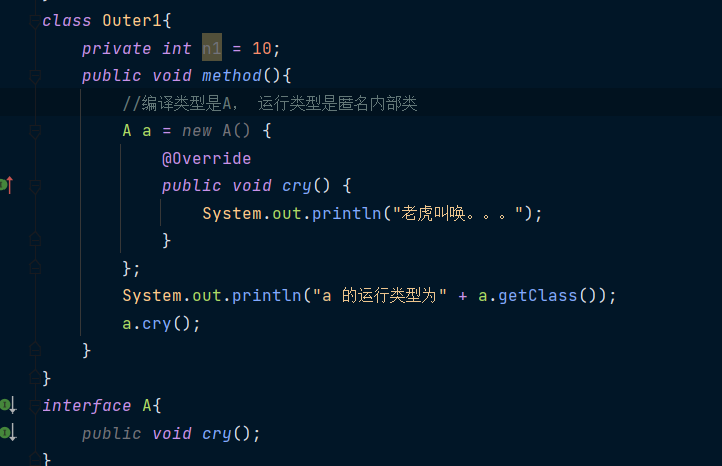 class Outer1{
    private int n1 = 10;
    public void method(){
        //编译类型是A， 运行类型是匿名内部类
        A a = new A() {
            @Override
            public void cry() {
                System.out.println("老虎叫唤。。。");
            }
        };
        System.out.println("a 的运行类型为" + a.getClass());
        a.cry();
    }
}
interface A{
    public void cry();
}